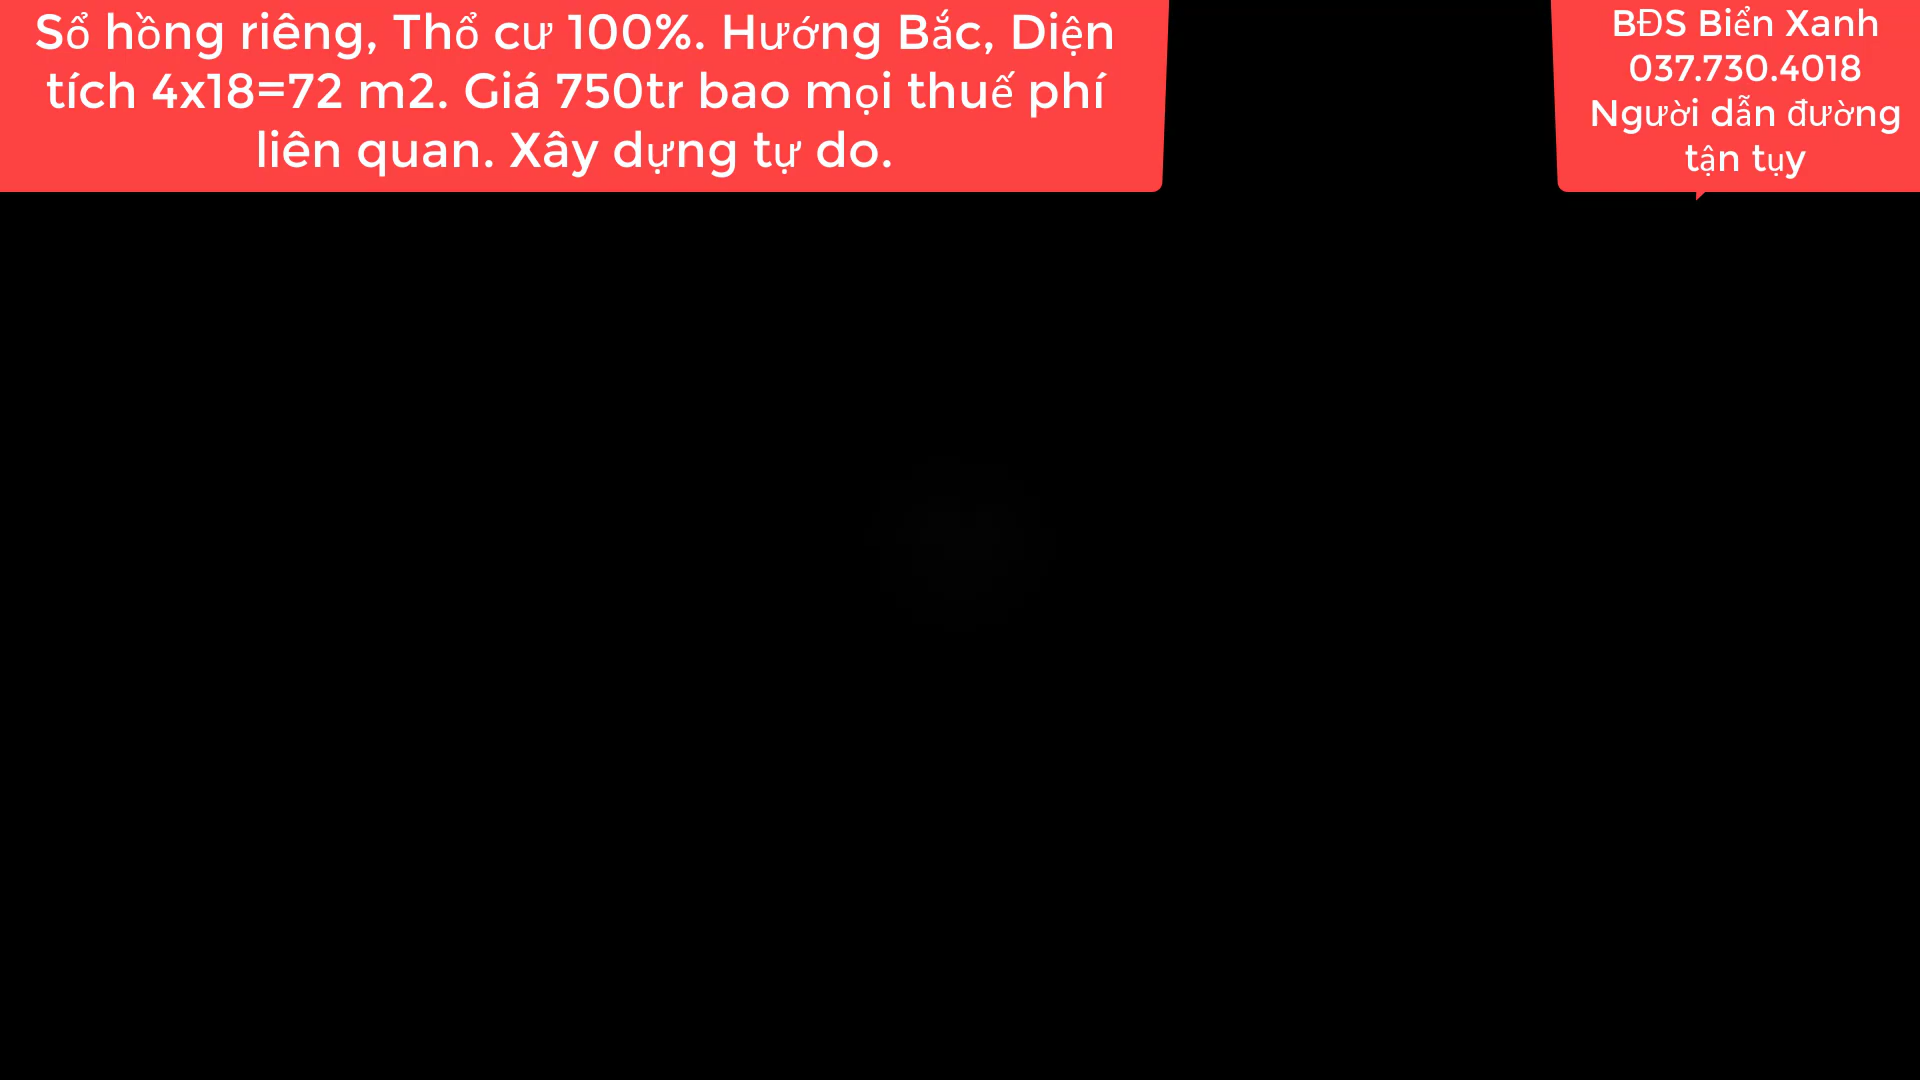 Sổ hồng riêng, Thổ cư 100%. Hướng Bắc, Diện
tích 4x18=72 m2. Giá 750tr bao mọi thuế phí
liên quan. Xây dựng tự do.
BĐS Biển Xanh
037.730.4018
Người dẫn đường
tận tụy